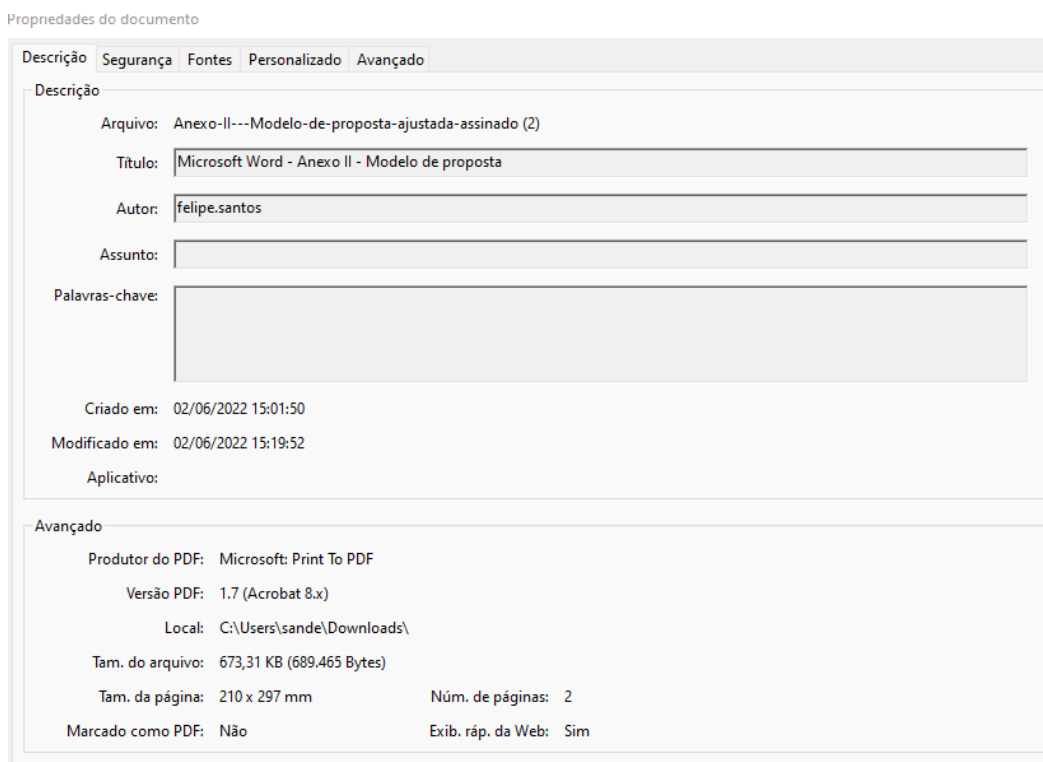 Propriedades do documento
Descrição Segurança Fontes Personalizado Avançado
Descrição
Arquivo: Anexo-II---Modelo-de-proposta-ajustada-assinado (2)
Título: Microsoft Word - Anexo II - Modelo de proposta
Autor: felipe.santos
Assunto:
Palavras-chave:
Criado em: 02/06/2022 15:01:50
Modificado em: 02/06/2022 15:19:52
Aplicativo:
Avançado
Produtor do PDF: Microsoft: Print To PDF
Versão PDF: 1.7 (Acrobat 8.x)
Local: C:\Users\sande\Downloads\
Tam. do arquivo: 673,31 KB (689.465 Bytes)
Tam. da página: 210 x 297 mm Núm. de páginas: 2
Marcado como PDF: Não Exib. ráp. da Web: Sim